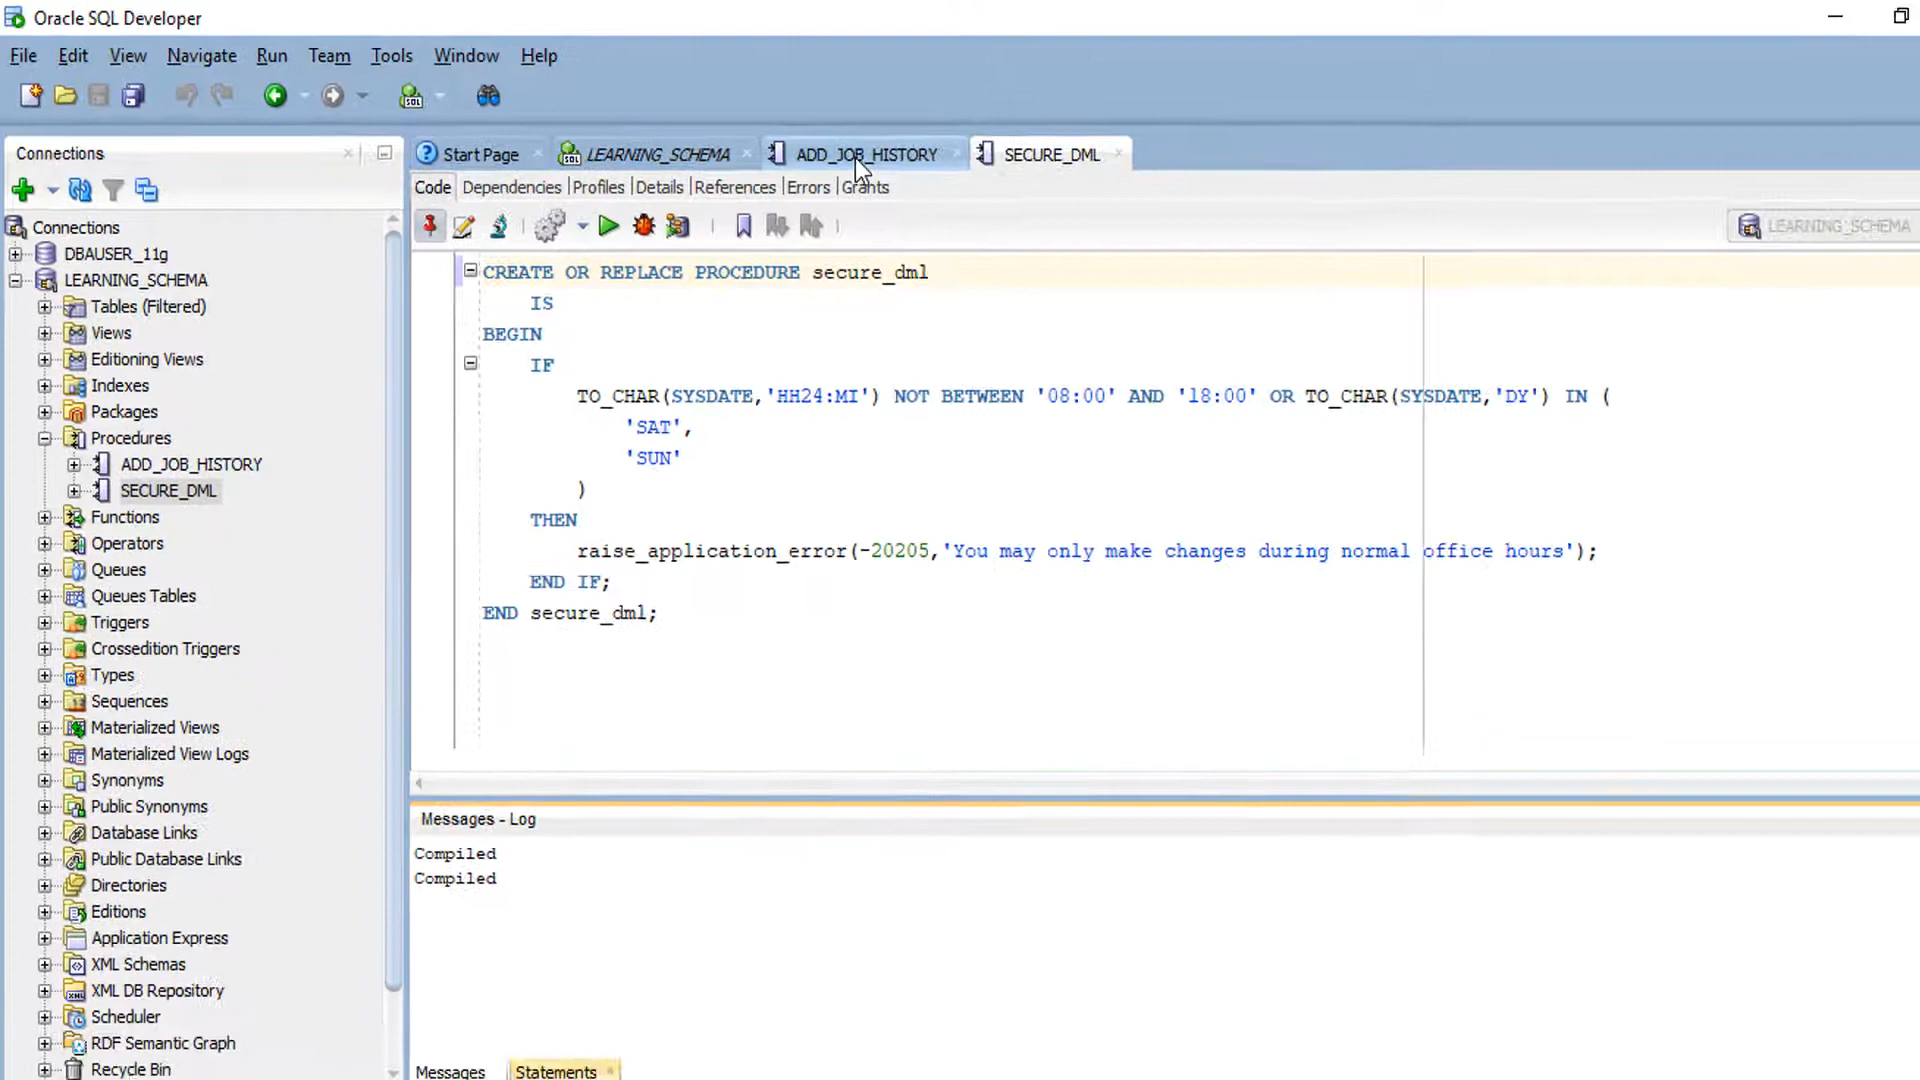 Oracle SQL Developer
File Edit View Navigate Run Team Tools Window Help
Connections
Start Page LEARNING_SCHEMA ADD_JOB_HISTORY SECURE_DML
Code Dependencies Profiles Details References Errors Grants
LEARNING_SCHEMA
Connections
DBAUSER_11g
LEARNING_SCHEMA
Tables (Filtered)
Views
Editioning Views
Indexes
Packages
Procedures
ADD_JOB_HISTORY
SECURE_DML
Functions
Operators
Queues
Queues Tables
Triggers
Crossedition Triggers
Types
Sequences
Materialized Views
Materialized View Logs
Synonyms
Public Synonyms
Database Links
Public Database Links
Directories
Editions
Application Express
XML Schemas
XML DB Repository
Scheduler
RDF Semantic Graph
Recycle Bin
CREATE OR REPLACE PROCEDURE secure_dml
IS
BEGIN
IF
TO_CHAR(SYSDATE,'HH24:MI') NOT BETWEEN '08:00' AND '18:00' OR TO_CHAR(SYSDATE,'DY') IN (
'SAT',
'SUN'
)
THEN
raise_application_error(-20205,'You may only make changes during normal office hours');
END IF;
END secure_dml;
Messages - Log
Compiled
Compiled
Messages Statements